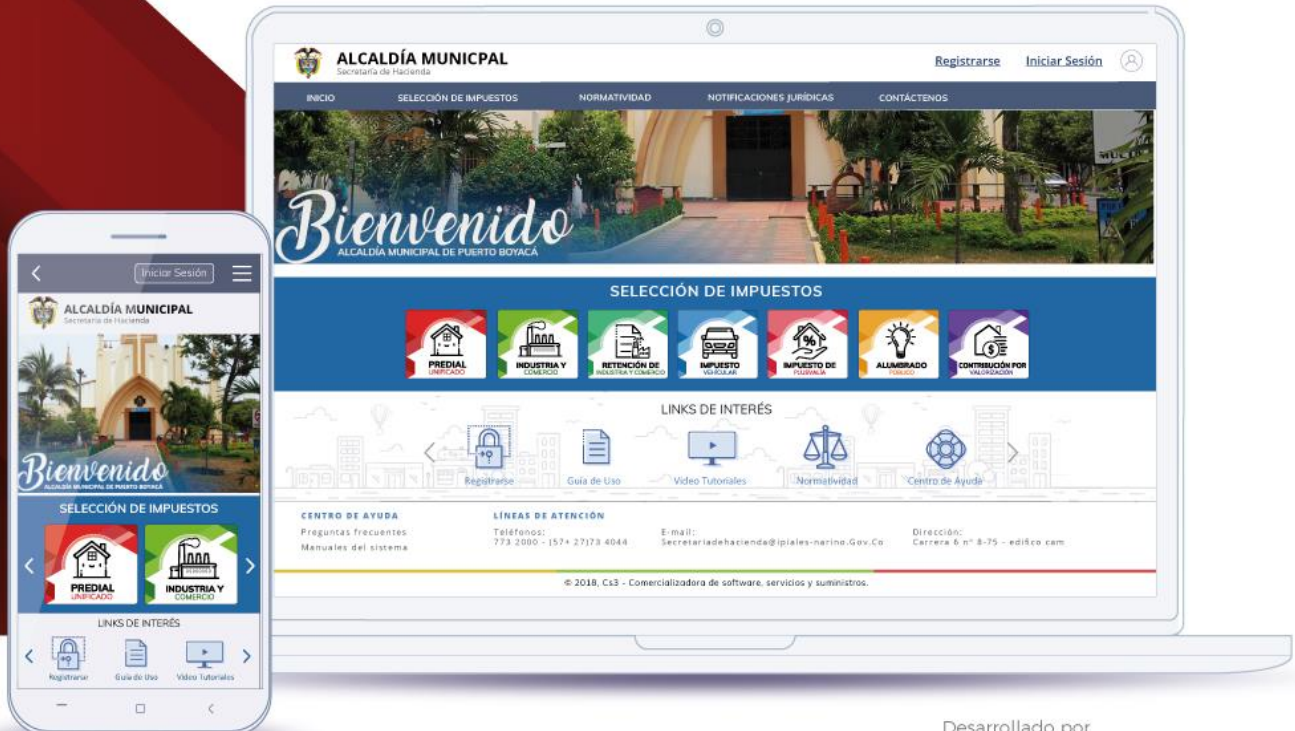 ALCALDÍA MUNICPAL
Secretaría de Hacienda
Registrarse
Iniciar Sesión
INICIO
SELECCIÓN DE IMPUESTOS
NORMATIVIDAD
NOTIFICACIONES JURÍDICAS
CONTÁCTENOS
Bienvenido
ALCALDÍA MUNICIPAL DE PUERTO BOYACÁ
SELECCIÓN DE IMPUESTOS
PREDIAL
UNIFICADO
INDUSTRIA Y
COMERCIO
RETENCIÓN DE
INDUSTRIA Y COMERCIO
IMPUESTO
VEHÍCULAR
IMPUESTO DE
PLUSVALÍA
ALUMBRADO
PÚBLICO
CONTRIBUCIÓN POR
VALORIZACIÓN
LINKS DE INTERÉS
Registrarse
Guía de Uso
Video Tutoriales
Normatividad
Centro de Ayuda
CENTRO DE AYUDA
Preguntas frecuentes
Manuales del sistema
LÍNEAS DE ATENCIÓN
Teléfonos:
773 2000 - (57+ 27)73 4044
E-mail:
Secretariadehacienda@ipiales-narino.Gov.Co
Dirección:
Carrera 6 nº 8-75 - edifico cam
© 2018, Cs3 - Comercializadora de software, servicios y suministros.
Iniciar Sesión
ALCALDÍA MUNICIPAL
Secretaría de Hacienda
Bienvenido
ALCALDÍA MUNICIPAL DE PUERTO BOYACÁ
SELECCIÓN DE IMPUESTOS
PREDIAL
UNIFICADO
INDUSTRIA Y
COMERCIO
LINKS DE INTERÉS
Registrarse
Guía de Uso
Video Tutoriales
Desarrollado por